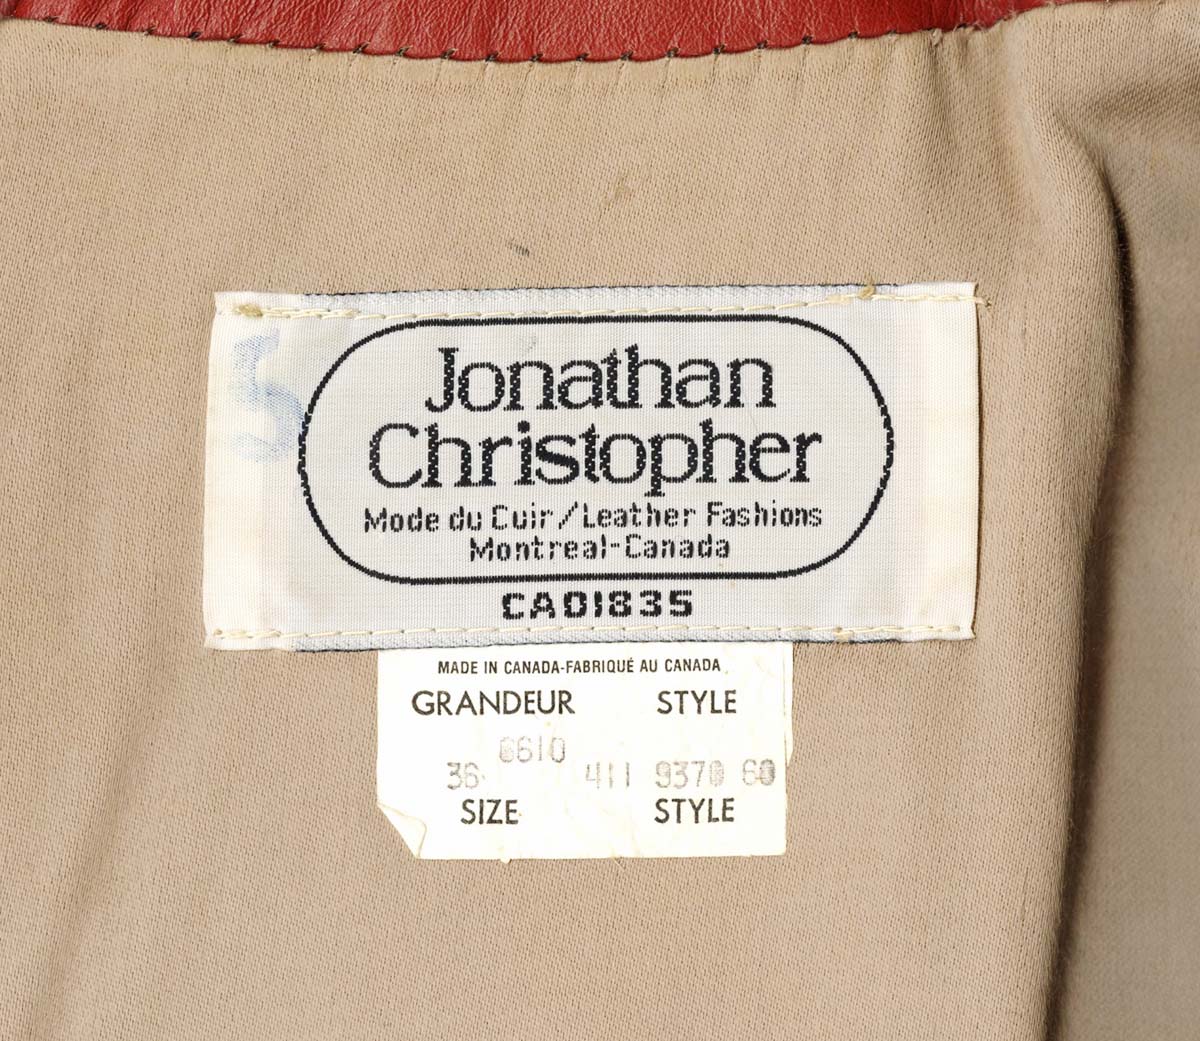 5
Jonathan
Christopher
Mode du Cuir/Leather Fashions
Montreal-Canada
CA01835
MADE IN CANADA-FABRIQUÉ AU CANADA
GRANDEUR STYLE
6610
36 411 9370 60
SIZE STYLE